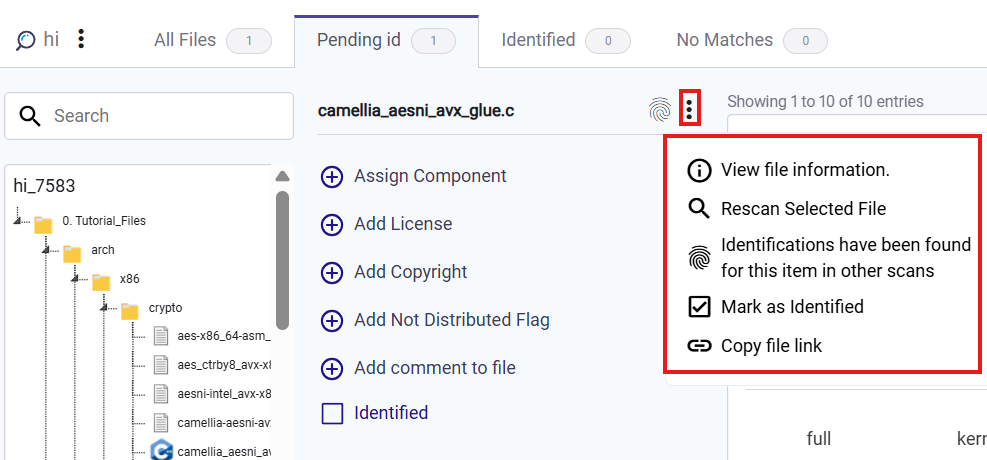 hi
All Files 1
Pending id 1
Identified 0
No Matches 0
Search
hi_7583
0. Tutorial_Files
arch
x86
crypto
aes-x86_64-asm_
aes_ctrby8_avx-x8
aesni-intel_avx-x8
camellia-aesni-av
camellia_aesni_av
camellia_aesni_avx_glue.c
Assign Component
Add License
Add Copyright
Add Not Distributed Flag
Add comment to file
Identified
Showing 1 to 10 of 10 entries
View file information.
Rescan Selected File
Identifications have been found
for this item in other scans
Mark as Identified
Copy file link
full
kern